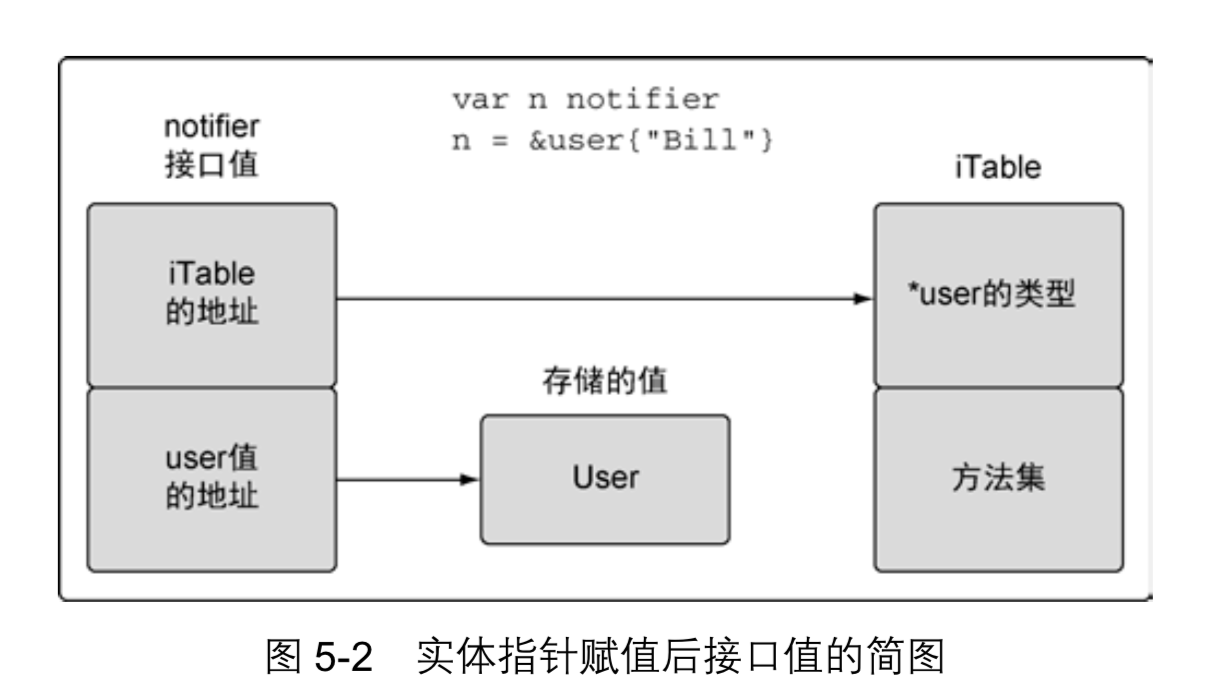 var n notifier
n = &user{"Bill"}
notifier
接口值
iTable
iTable
的地址
*user的类型
存储的值
user值
的地址
User
方法集
图 5-2 实体指针赋值后接口值的简图